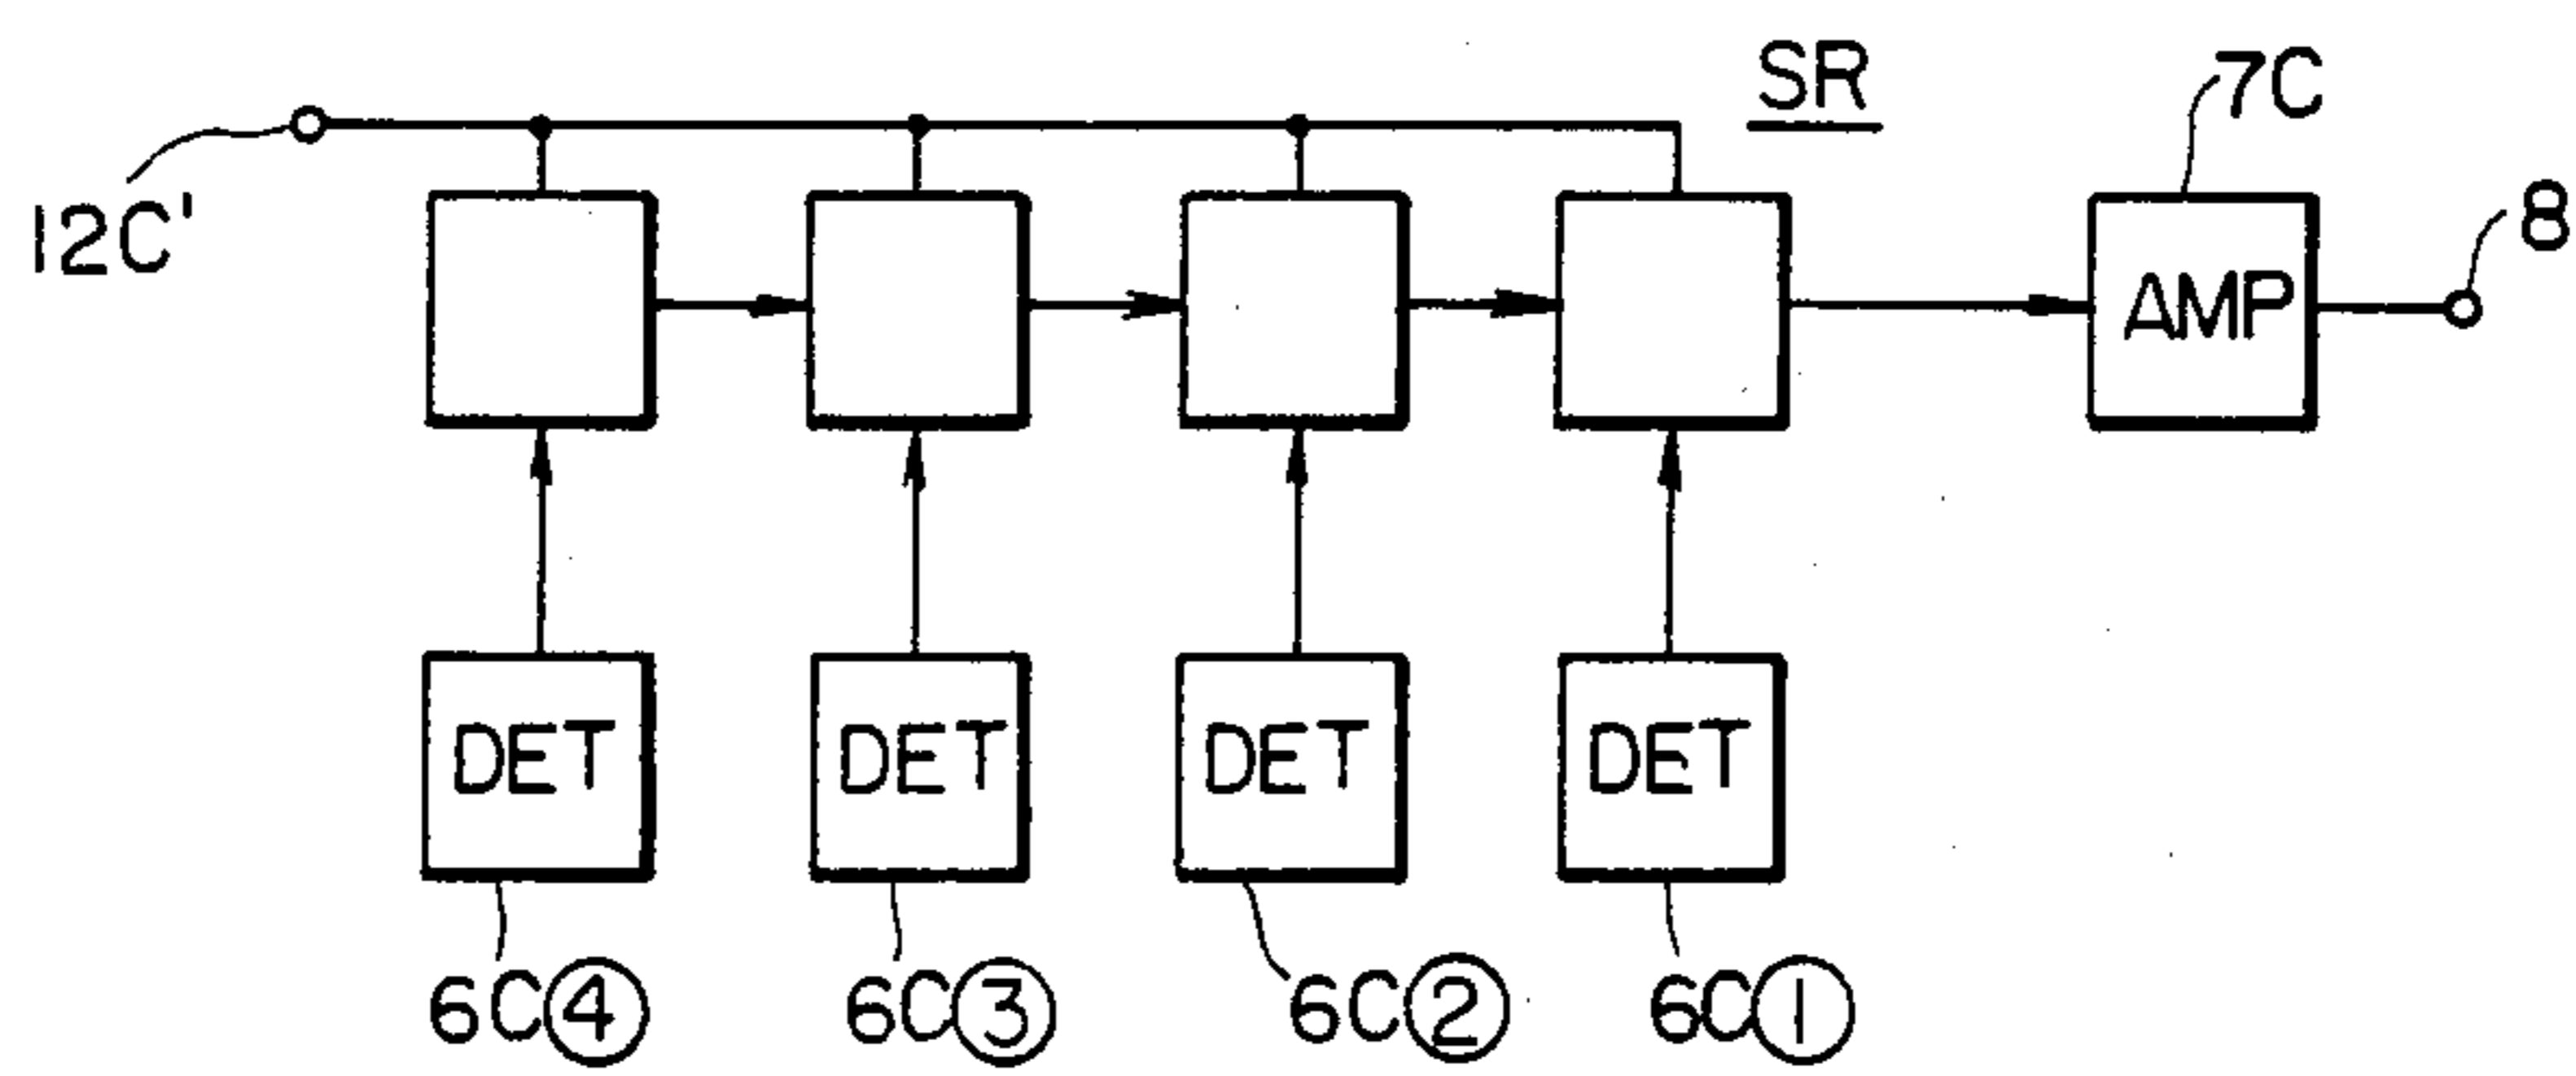 SR
7C
12C'
8
AMP
DET DET DET DET
6C④ 6C③ 6C② 6C①